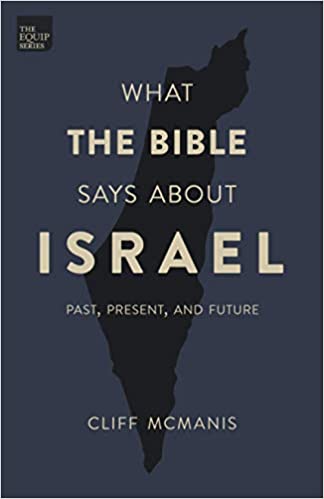 THE
EQUIP
SERIES
WHAT
THE BIBLE
SAYS ABOUT
ISRAEL
PAST, PRESENT, AND FUTURE
CLIFF MCMANIS